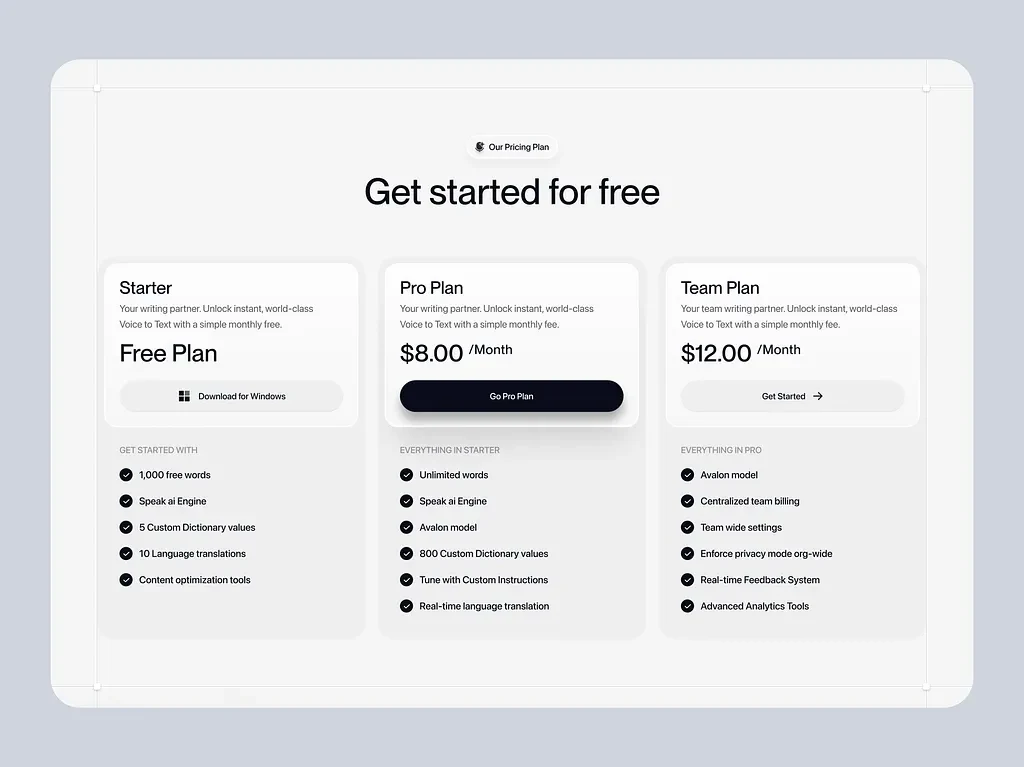 Our Pricing Plan
Get started for free
Starter
Your writing partner. Unlock instant, world-class
Voice to Text with a simple monthly free.
Free Plan
Download for Windows
GET STARTED WITH
1,000 free words
Speak ai Engine
5 Custom Dictionary values
10 Language translations
Content optimization tools
Pro Plan
Your writing partner. Unlock instant, world-class
Voice to Text with a simple monthly fee.
$8.00 /Month
Go Pro Plan
EVERYTHING IN STARTER
Unlimited words
Speak ai Engine
Avalon model
800 Custom Dictionary values
Tune with Custom Instructions
Real-time language translation
Team Plan
Your team writing partner. Unlock instant, world-class
Voice to Text with a simple monthly fee.
$12.00 /Month
Get Started
EVERYTHING IN PRO
Avalon model
Centralized team billing
Team wide settings
Enforce privacy mode org-wide
Real-time Feedback System
Advanced Analytics Tools